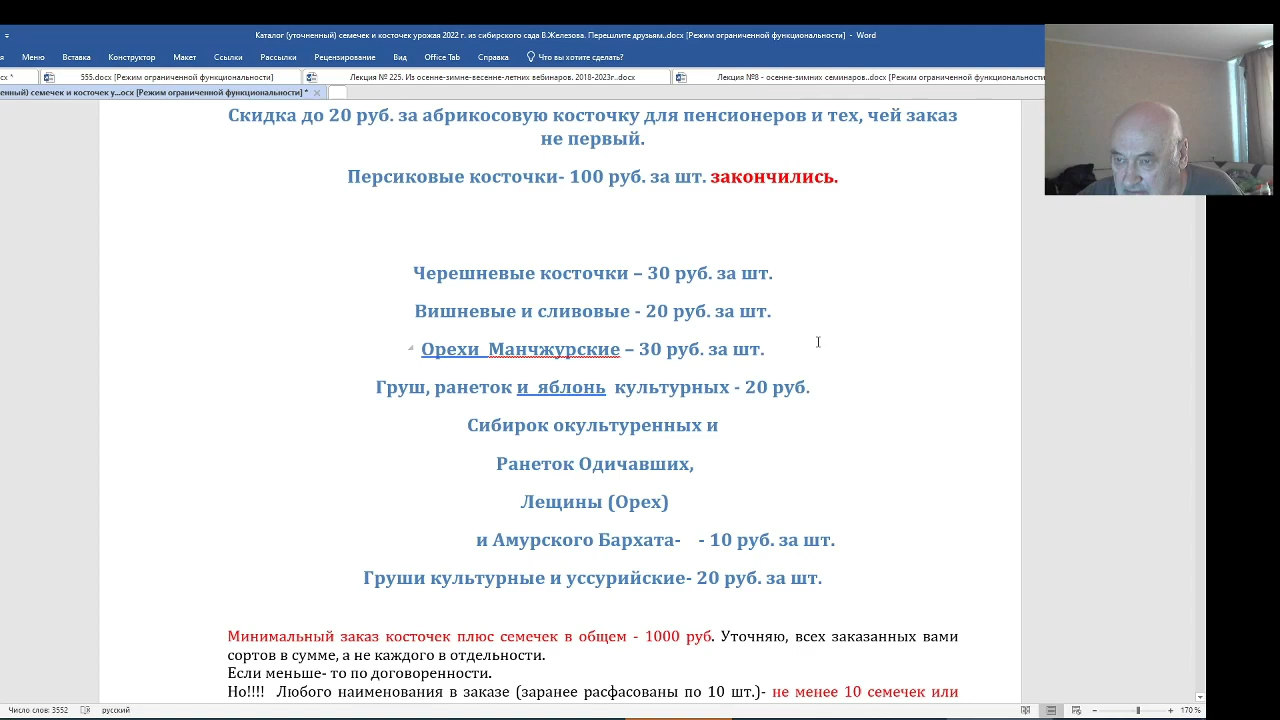 Каталог (уточненный) семечек и косточек урожая 2022 г. из сибирского сада В.Железова. Перешлите друзьям..docx [Режим ограниченной функциональности] - Word
Меню Вставка Конструктор Макет Ссылки Рассылки Рецензирование Вид Office Tab Справка Что вы хотите сделать?
555.docx [Режим ограниченной функциональности] Лекция № 225. Из осенне-зимне-весенне-летних вебинаров. 2018-2023г..docx Лекция №8 - осенне-зимних семинаров..docx [Режим ограниченной функциональности
енный) семечек и косточек у...осx [Режим ограниченной функциональности] *
Скидка до 20 руб. за абрикосовую косточку для пенсионеров и тех, чей заказ
не первый.
Персиковые косточки- 100 руб. за шт. закончились.
Черешневые косточки – 30 руб. за шт.
Вишневые и сливовые - 20 руб. за шт.
Орехи Манчжурские – 30 руб. за шт.
Груш, ранеток и яблонь культурных - 20 руб.
Сибирок окультуренных и
Ранеток Одичавших,
Лещины (Орех)
и Амурского Бархата- - 10 руб. за шт.
Груши культурные и уссурийские- 20 руб. за шт.
Минимальный заказ косточек плюс семечек в общем - 1000 руб. Уточняю, всех заказанных вами
сортов в сумме, а не каждого в отдельности.
Если меньше- то по договоренности.
Но!!!! Любого наименования в заказе (заранее расфасованы по 10 шт.)- не менее 10 семечек или
Число слов: 3552 русский 170 %